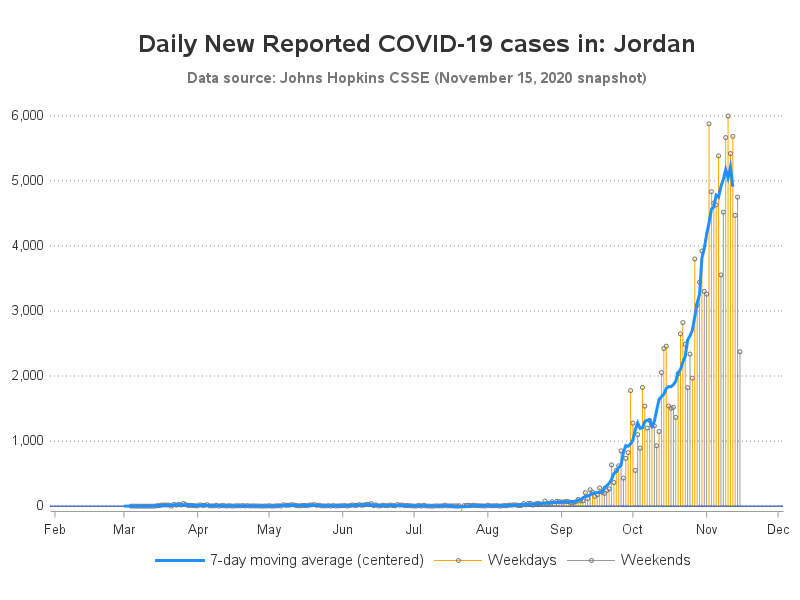 Daily New Reported COVID-19 cases in: Jordan
Data source: Johns Hopkins CSSE (November 15, 2020 snapshot)
6,000
5,000
4,000
3,000
2,000
1,000
0
Feb Mar Apr May Jun Jul Aug Sep Oct Nov Dec
7-day moving average (centered) Weekdays Weekends